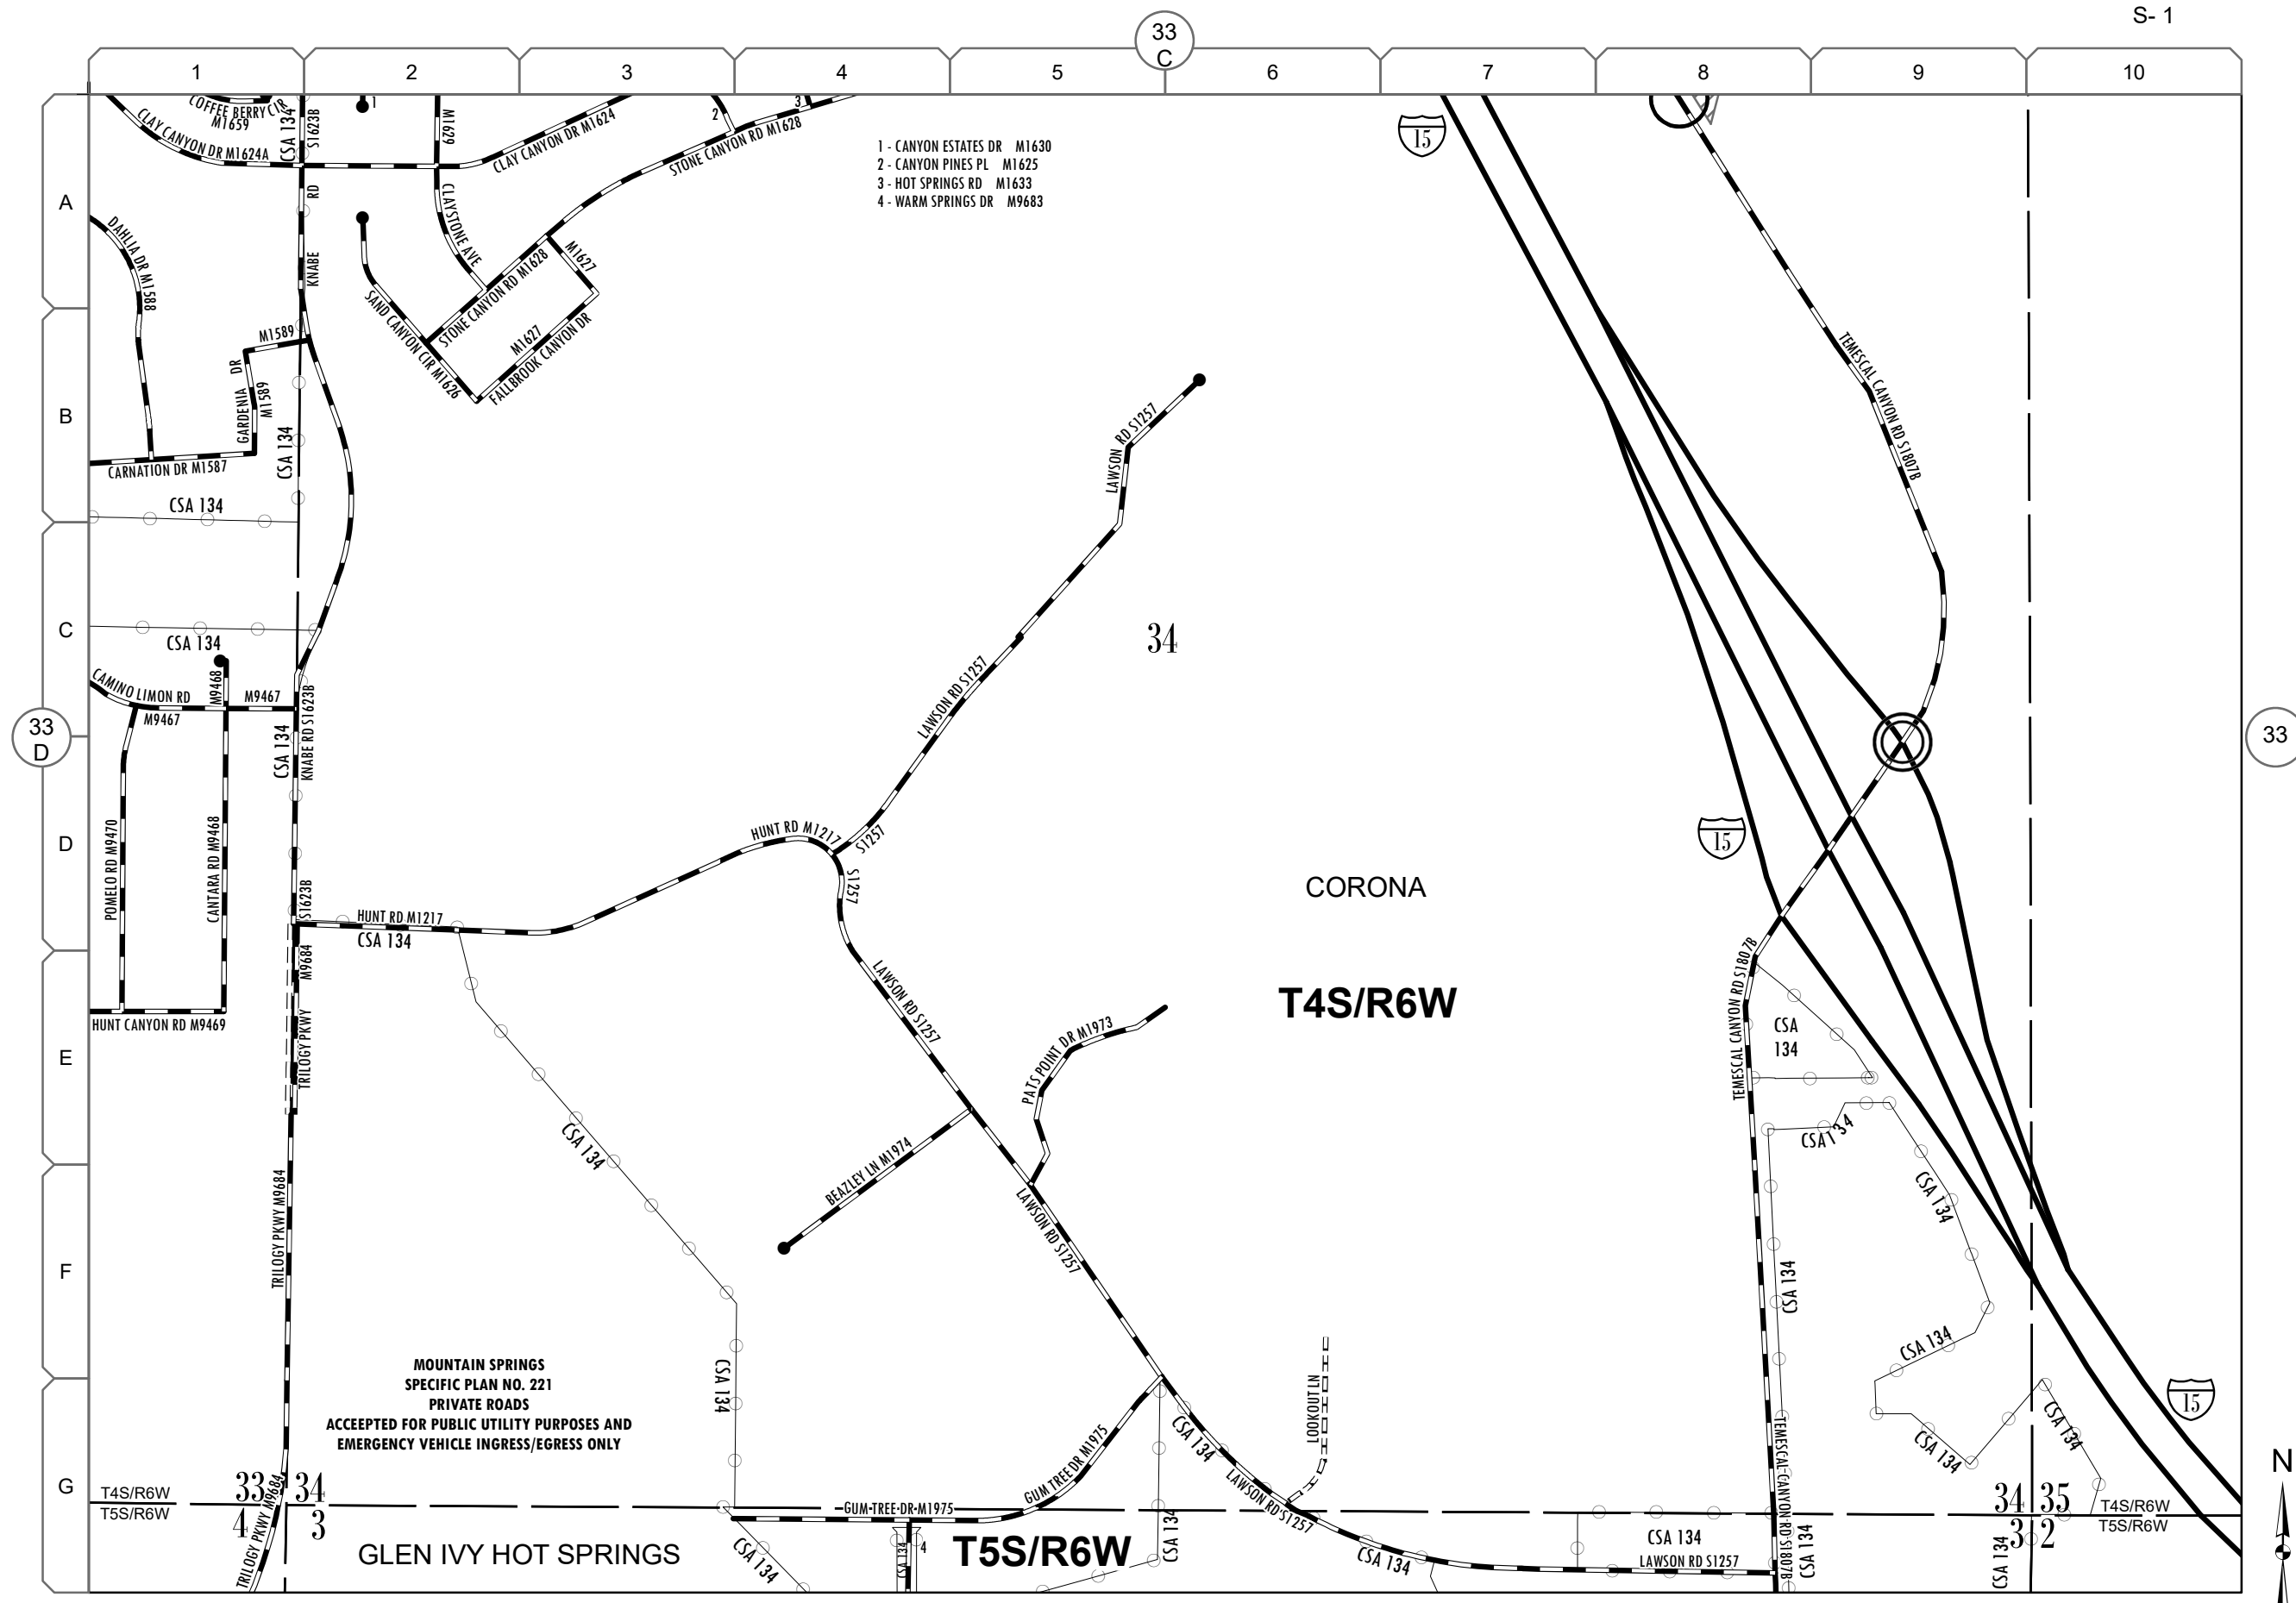 S- 1
33
C
1
2
3
4
5
6
7
8
9
10
A
B
C
D
E
F
G
33
D
33
COFFEE BERRY CIR
M1659
CLAY CANYON DR M1624A
CSA 134
S1623B
RD
KNABE
1
M1629
CLAY CANYON DR M1624
2
3
STONE CANYON RD M1628
1 - CANYON ESTATES DR M1630
2 - CANYON PINES PL M1625
3 - HOT SPRINGS RD M1633
4 - WARM SPRINGS DR M9683
15
DAHLIA DR M1588
CLAYSTONE AVE
M1627
STONE CANYON RD M1628
SAND CANYON CIR M1626
M1627
FALLBROOK CANYON DR
M1589
GARDENIA DR
M1589
CSA 134
CARNATION DR M1587
CSA 134
TEMESCAL CANYON RD S1807B
LAWSON RD S1257
CSA 134
34
CAMINO LIMON RD
M9467
M9468
M9467
CSA 134
KNABE RD S1623B
LAWSON RD S1257
POMELO RD M9470
CANTARA RD M9468
S1623B
HUNT RD M1217
S1257
S1257
15
HUNT RD M1217
CSA 134
CORONA
M9684
TRILOGY PKWY
HUNT CANYON RD M9469
LAWSON RD S1257
T4S/R6W
TEMESCAL CANYON RD S1807B
CSA
134
PATS POINT DR M1973
CSA 134
CSA 134
BEAZLEY LN M1974
CSA 134
TRILOGY PKWY M9684
LAWSON RD S1257
CSA 134
CSA 134
MOUNTAIN SPRINGS
SPECIFIC PLAN NO. 221
PRIVATE ROADS
ACCEEPTED FOR PUBLIC UTILITY PURPOSES AND
EMERGENCY VEHICLE INGRESS/EGRESS ONLY
CSA 134
LOOKOUT LN
15
GUM TREE DR M1975
CSA 134
TEMESCAL CANYON RD S1807B
CSA 134
CSA 134
N
T4S/R6W
T5S/R6W
33
34
4
3
TRILOGY PKWY M9684
GUM TREE DR M1975
LAWSON RD S1257
34
35
3
2
T4S/R6W
T5S/R6W
GLEN IVY HOT SPRINGS
CSA 134
CSA 134
4
T5S/R6W
CSA 134
CSA 134
CSA 134
LAWSON RD S1257
CSA 134
CSA 134